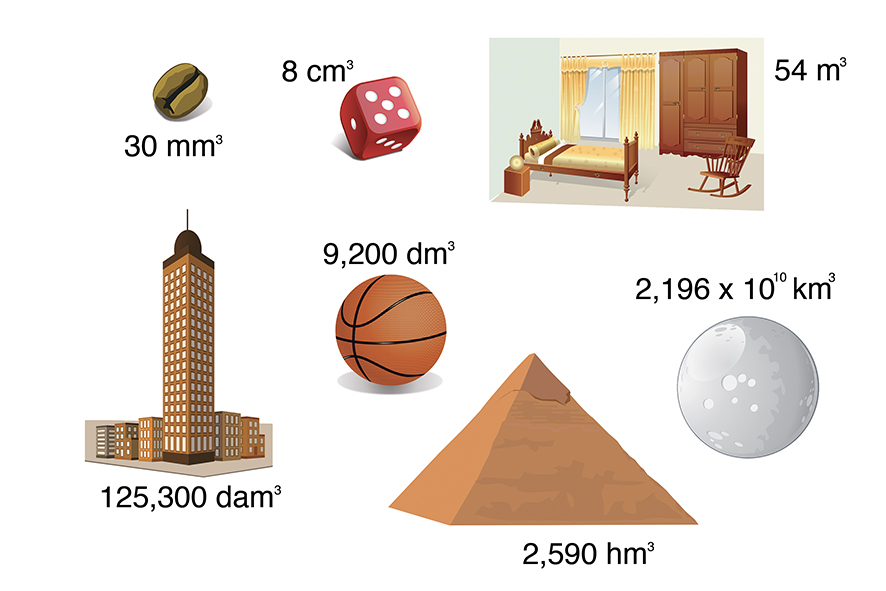 8 cm³
54 m³
30 mm³
9,200 dm³
2,196 x 10¹⁰ km³
125,300 dam³
2,590 hm³